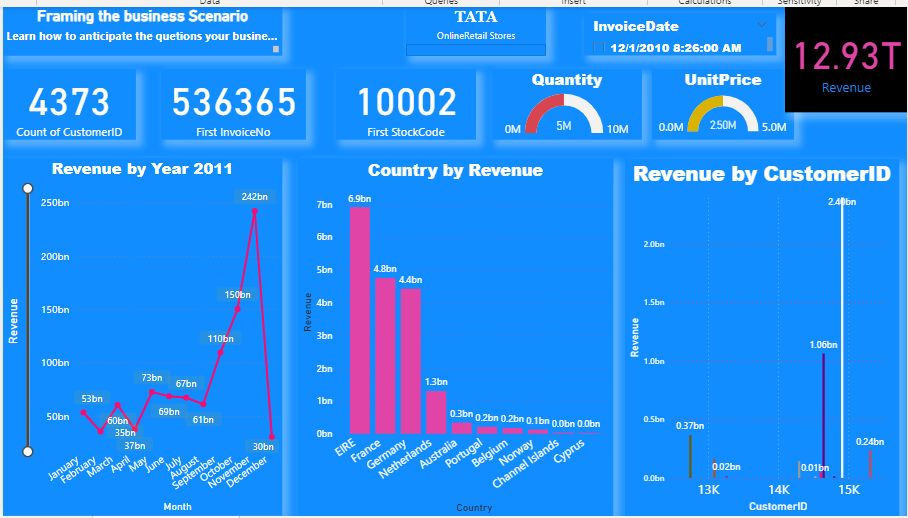 Data
Queries
Insert
Calculations
Sensitivity
Share
Framing the business Scenario
Learn how to anticipate the quetions your busine...
TATA
OnlineRetail Stores
InvoiceDate
12/1/2010 8:26:00 AM
12.93T
Revenue
4373
Count of CustomerID
536365
First InvoiceNo
10002
First StockCode
Quantity
0M
5M
10M
UnitPrice
0.0M
2.50M
5.0M
Revenue by Year 2011
Revenue
250bn
200bn
150bn
100bn
50bn
53bn
35bn
60bn
37bn
73bn
69bn
67bn
61bn
110bn
150bn
242bn
30bn
January
February
March
April
May
June
July
August
September
October
November
December
Month
Country by Revenue
Revenue
7bn
6bn
5bn
4bn
3bn
2bn
1bn
0bn
6.9bn
4.8bn
4.4bn
1.3bn
0.3bn
0.2bn
0.2bn
0.1bn
0.0bn
0.0bn
EIRE
France
Germany
Netherlands
Australia
Portugal
Belgium
Norway
Channel Islands
Cyprus
Country
Revenue by CustomerID
Revenue
2.0bn
1.5bn
1.0bn
0.5bn
0.0bn
0.37bn
0.02bn
0.01bn
1.06bn
2.40bn
0.24bn
13K
14K
15K
CustomerID